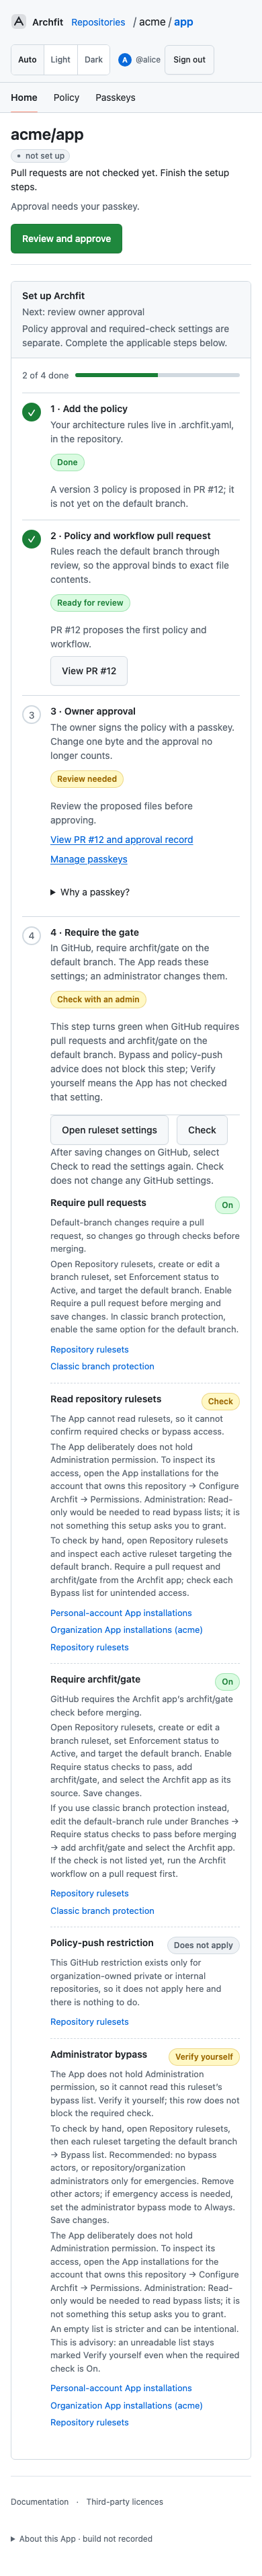 Archfit Repositories / acme / app
Auto Light Dark A @alice Sign out
Home Policy Passkeys
acme/app
• not set up
Pull requests are not checked yet. Finish the setup
steps.
Approval needs your passkey.
Review and approve
Set up Archfit
Next: review owner approval
Policy approval and required-check settings are
separate. Complete the applicable steps below.
2 of 4 done
1 · Add the policy
Your architecture rules live in .archfit.yaml,
in the repository.
Done
A version 3 policy is proposed in PR #12; it
is not yet on the default branch.
2 · Policy and workflow pull request
Rules reach the default branch through
review, so the approval binds to exact file
contents.
Ready for review
PR #12 proposes the first policy and
workflow.
View PR #12
3
3 · Owner approval
The owner signs the policy with a passkey.
Change one byte and the approval no
longer counts.
Review needed
Review the proposed files before
approving.
View PR #12 and approval record
Manage passkeys
▶ Why a passkey?
4
4 · Require the gate
In GitHub, require archfit/gate on the
default branch. The App reads these
settings; an administrator changes them.
Check with an admin
This step turns green when GitHub requires
pull requests and archfit/gate on the
default branch. Bypass and policy-push
advice does not block this step; Verify
yourself means the App has not checked
that setting.
Open ruleset settings Check
After saving changes on GitHub, select
Check to read the settings again. Check
does not change any GitHub settings.
Require pull requests On
Default-branch changes require a pull
request, so changes go through checks before
merging.
Open Repository rulesets, create or edit a
branch ruleset, set Enforcement status to
Active, and target the default branch. Enable
Require a pull request before merging and
save changes. In classic branch protection,
enable the same option for the default branch.
Repository rulesets
Classic branch protection
Read repository rulesets Check
The App cannot read rulesets, so it cannot
confirm required checks or bypass access.
The App deliberately does not hold
Administration permission. To inspect its
access, open the App installations for the
account that owns this repository → Configure
Archfit → Permissions. Administration: Read-
only would be needed to read bypass lists; it is
not something this setup asks you to grant.
To check by hand, open Repository rulesets
and inspect each active ruleset targeting the
default branch. Require a pull request and
archfit/gate from the Archfit app; check each
Bypass list for unintended access.
Personal-account App installations
Organization App installations (acme)
Repository rulesets
Require archfit/gate On
GitHub requires the Archfit app's archfit/gate
check before merging.
Open Repository rulesets, create or edit a
branch ruleset, set Enforcement status to
Active, and target the default branch. Enable
Require status checks to pass, add
archfit/gate, and select the Archfit app as its
source. Save changes.
If you use classic branch protection instead,
edit the default-branch rule under Branches →
Require status checks to pass before merging
→ add archfit/gate and select the Archfit app.
If the check is not listed yet, run the Archfit
workflow on a pull request first.
Repository rulesets
Classic branch protection
Policy-push restriction Does not apply
This GitHub restriction exists only for
organization-owned private or internal
repositories, so it does not apply here and
there is nothing to do.
Repository rulesets
Administrator bypass Verify yourself
The App does not hold Administration
permission, so it cannot read this ruleset's
bypass list. Verify it yourself; this row does not
block the required check.
To check by hand, open Repository rulesets,
then each ruleset targeting the default branch
→ Bypass list. Recommended: no bypass
actors, or repository/organization
administrators only for emergencies. Remove
other actors; if emergency access is needed,
set the administrator bypass mode to Always.
Save changes.
The App deliberately does not hold
Administration permission. To inspect its
access, open the App installations for the
account that owns this repository → Configure
Archfit → Permissions. Administration: Read-
only would be needed to read bypass lists; it is
not something this setup asks you to grant.
An empty list is stricter and can be intentional.
This is advisory: an unreadable list stays
marked Verify yourself even when the required
check is On.
Personal-account App installations
Organization App installations (acme)
Repository rulesets
Documentation · Third-party licences
▶ About this App · build not recorded